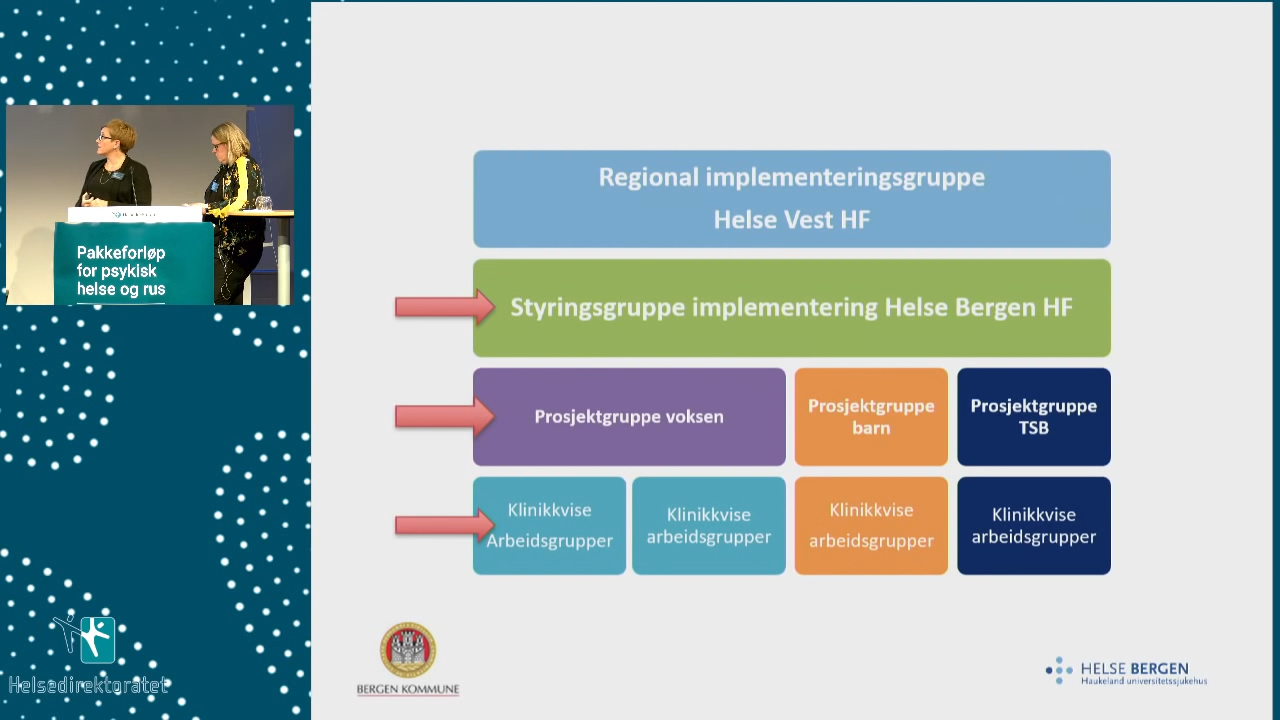 Pakkeforløp
for psykisk
helse og rus
Helsedirektoratet
Regional implementeringsgruppe
Helse Vest HF
Styringsgruppe implementering Helse Bergen HF
Prosjektgruppe voksen
Prosjektgruppe
barn
Prosjektgruppe
TSB
Klinikkvise
Arbeidsgrupper
Klinikkvise
arbeidsgrupper
Klinikkvise
arbeidsgrupper
Klinikkvise
arbeidsgrupper
BERGEN KOMMUNE
HELSE BERGEN
Haukeland universitetssjukehus